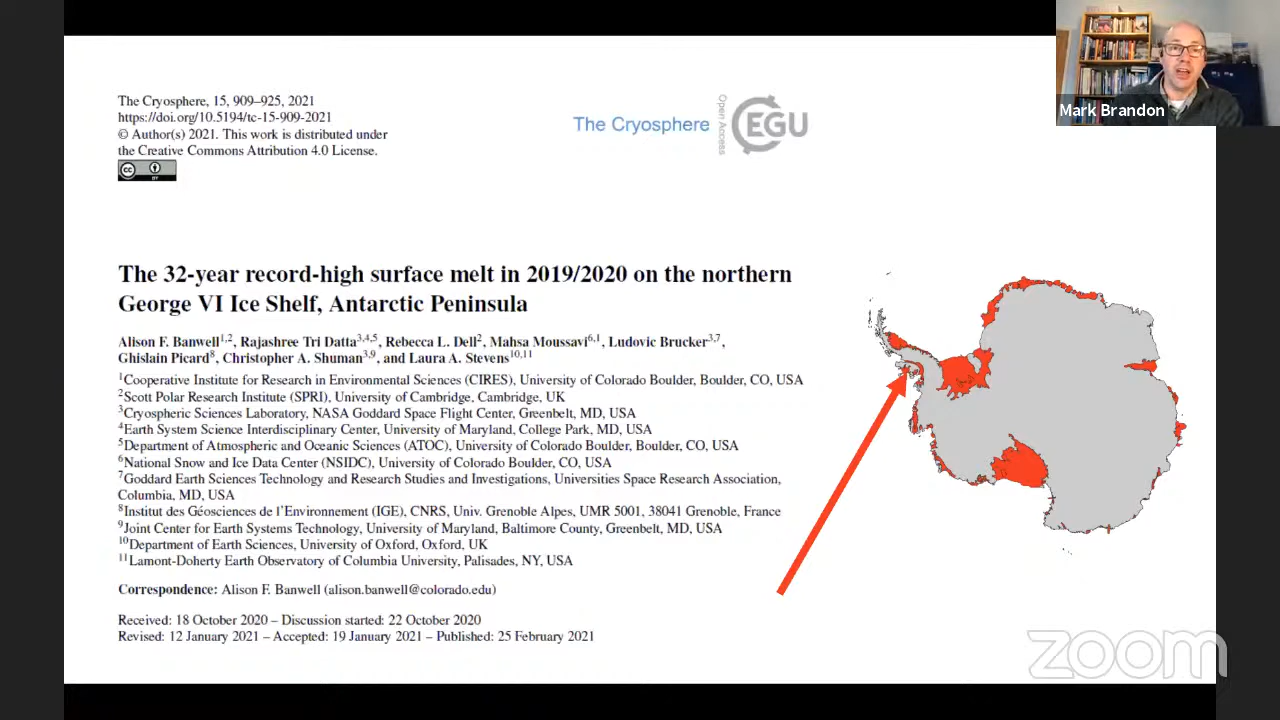 Mark Brandon
The Cryosphere, 15, 909–925, 2021
https://doi.org/10.5194/tc-15-909-2021
© Author(s) 2021. This work is distributed under
the Creative Commons Attribution 4.0 License.
cc BY
The Cryosphere
Open Access
EGU
The 32-year record-high surface melt in 2019/2020 on the northern
George VI Ice Shelf, Antarctic Peninsula
Alison F. Banwell1,2, Rajashree Tri Datta3,4,5, Rebecca L. Dell2, Mahsa Moussavi6,1, Ludovic Brucker3,7,
Ghislain Picard8, Christopher A. Shuman3,9, and Laura A. Stevens10,11
1Cooperative Institute for Research in Environmental Sciences (CIRES), University of Colorado Boulder, Boulder, CO, USA
2Scott Polar Research Institute (SPRI), University of Cambridge, Cambridge, UK
3Cryospheric Sciences Laboratory, NASA Goddard Space Flight Center, Greenbelt, MD, USA
4Earth System Science Interdisciplinary Center, University of Maryland, College Park, MD, USA
5Department of Atmospheric and Oceanic Sciences (ATOC), University of Colorado Boulder, Boulder, CO, USA
6National Snow and Ice Data Center (NSIDC), University of Colorado Boulder, CO, USA
7Goddard Earth Sciences Technology and Research Studies and Investigations, Universities Space Research Association,
Columbia, MD, USA
8Institut des Géosciences de l'Environnement (IGE), CNRS, Univ. Grenoble Alpes, UMR 5001, 38041 Grenoble, France
9Joint Center for Earth Systems Technology, University of Maryland, Baltimore County, Greenbelt, MD, USA
10Department of Earth Sciences, University of Oxford, Oxford, UK
11Lamont-Doherty Earth Observatory of Columbia University, Palisades, NY, USA
Correspondence: Alison F. Banwell (alison.banwell@colorado.edu)
Received: 18 October 2020 – Discussion started: 22 October 2020
Revised: 12 January 2021 – Accepted: 19 January 2021 – Published: 25 February 2021
zoom